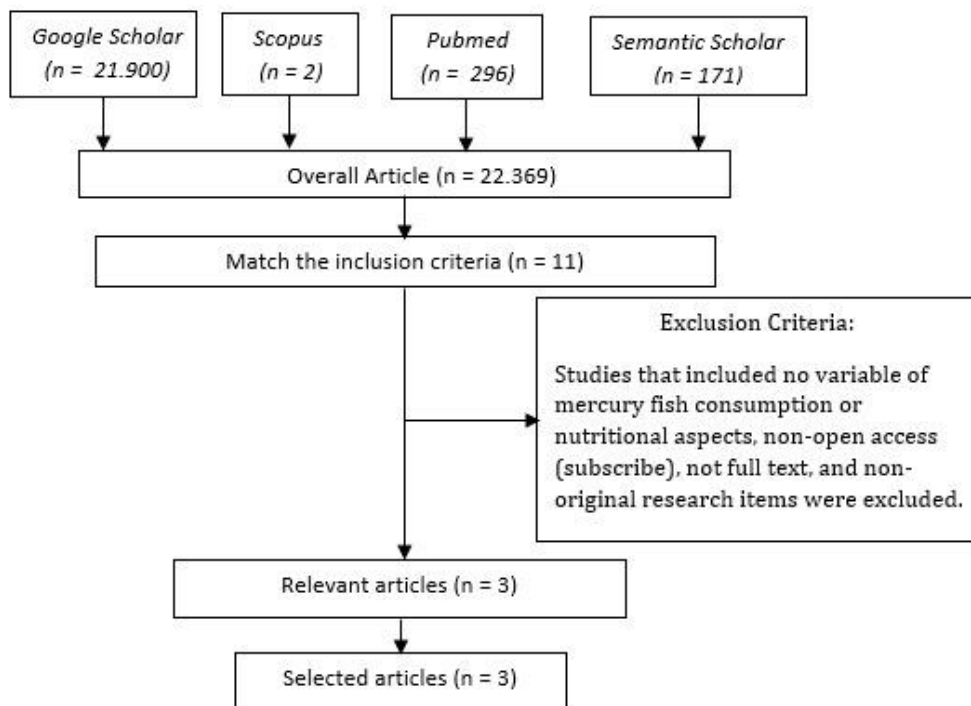 Google Scholar
(n = 21.900)
Scopus
(n = 2)
Pubmed
(n = 296)
Semantic Scholar
(n = 171)
Overall Article (n = 22.369)
Match the inclusion criteria (n = 11)
Exclusion Criteria:
Studies that included no variable of
mercury fish consumption or
nutritional aspects, non-open access
(subscribe), not full text, and non-
original research items were excluded.
Relevant articles (n = 3)
Selected articles (n = 3)